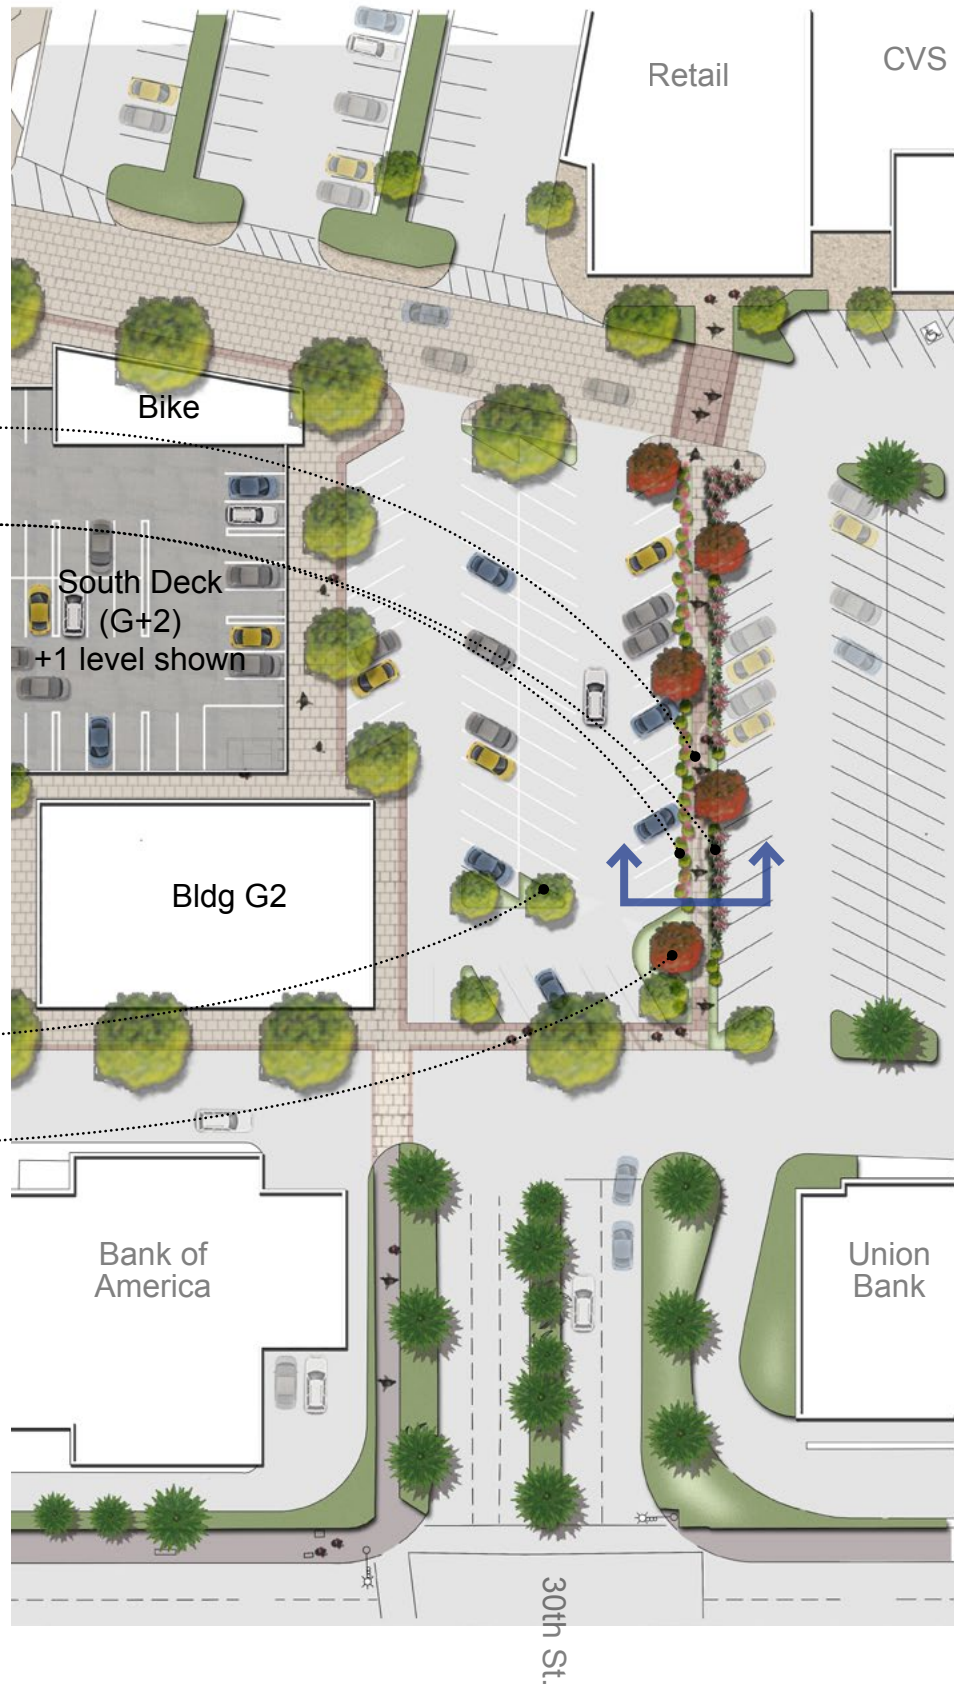 Retail
CVS
Bike
South Deck
(G+2)
+1 level shown
Bldg G2
Bank of
America
Union
Bank
30th St.